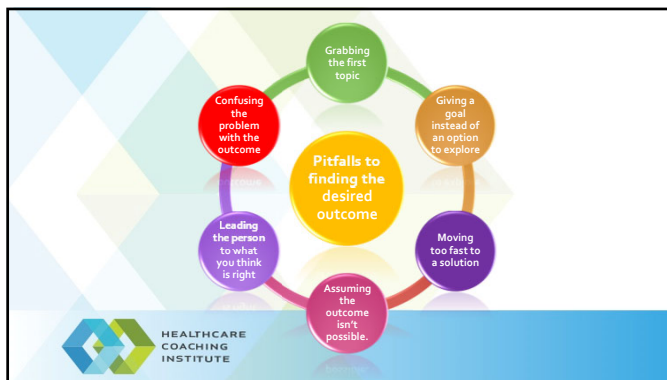 Grabbing
the first
topic
Giving a
goal
instead of
an option
to explore
Moving
too fast to
a solution
Assuming
the
outcome
isn't
possible.
Leading
the person
to what
you think
is right
Confusing
the
problem
with the
outcome
Pitfalls to
finding the
desired
outcome
HEALTHCARE
COACHING
INSTITUTE